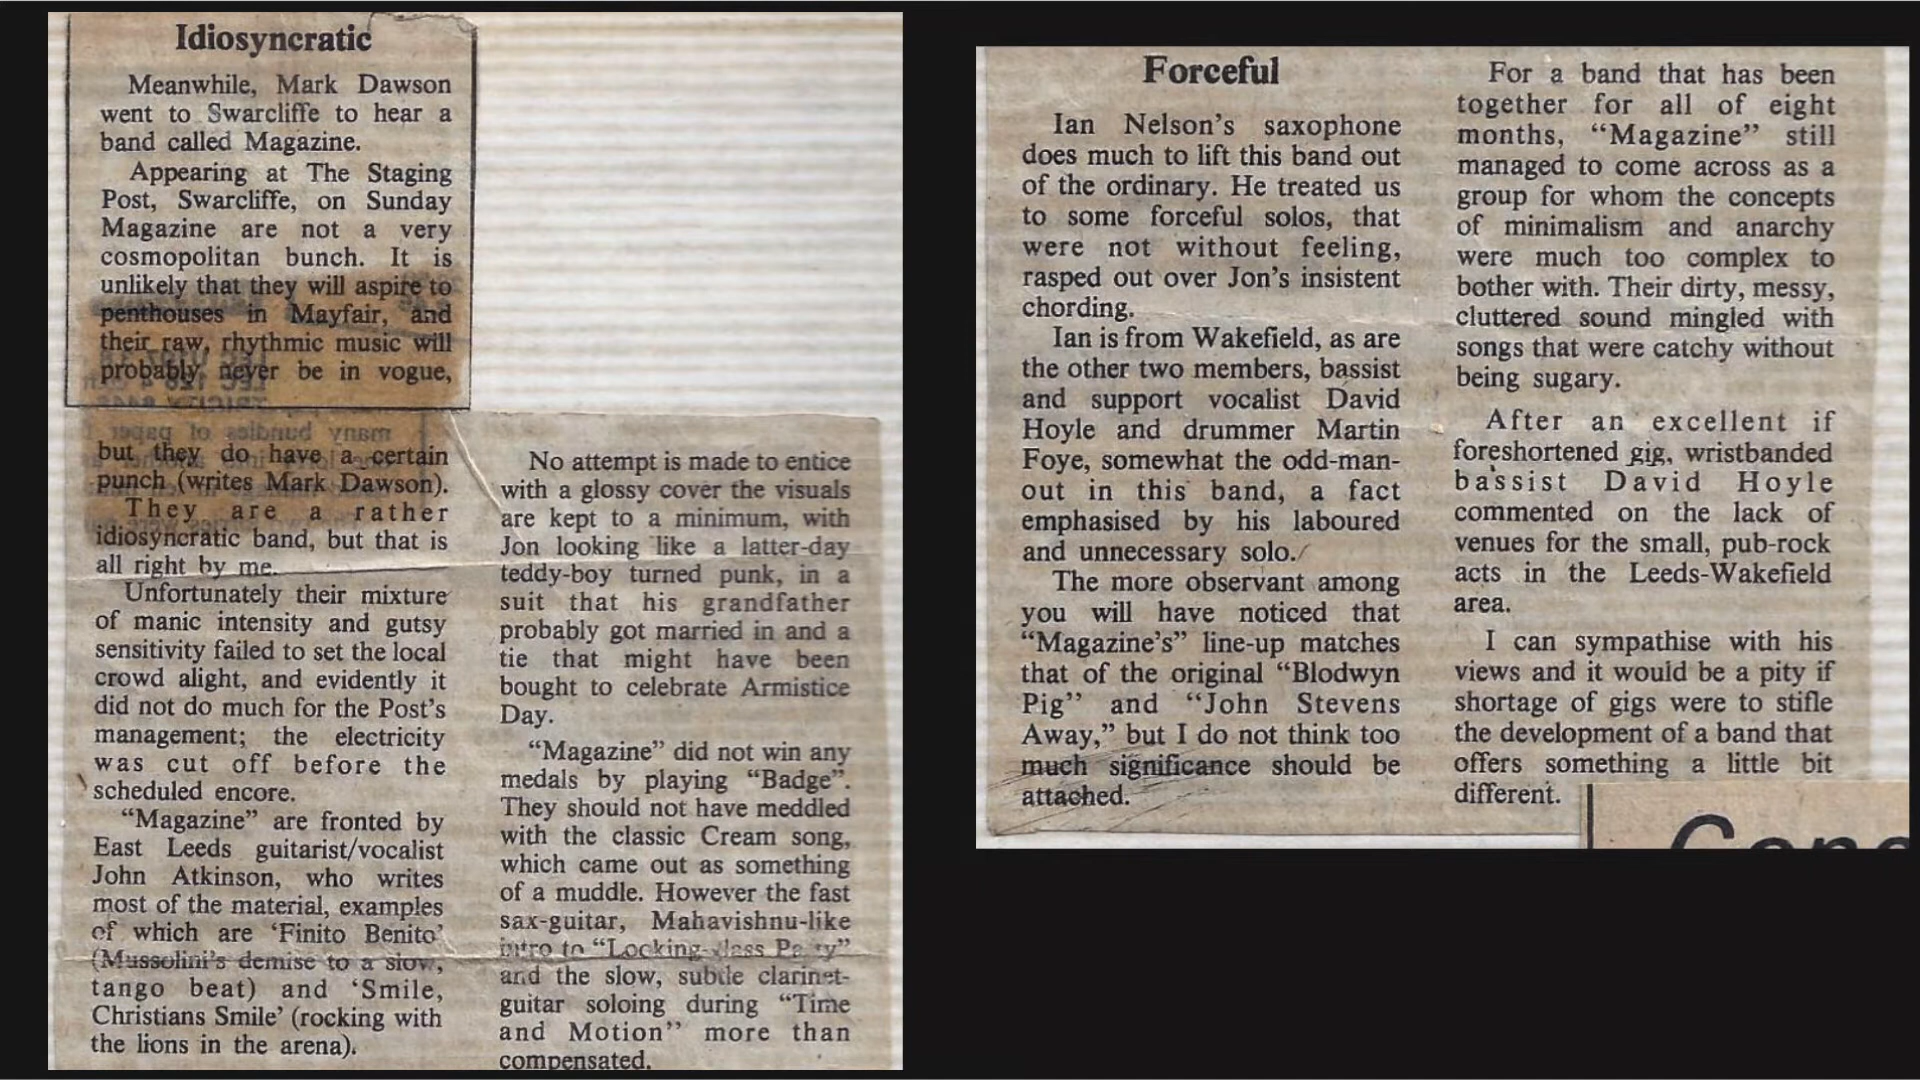 Idiosyncratic
Meanwhile, Mark Dawson
went to Swarcliffe to hear a
band called Magazine.
Appearing at The Staging
Post, Swarcliffe, on Sunday
Magazine are not a very
cosmopolitan bunch. It is
unlikely that they will aspire to
penthouses in Mayfair, and
their raw, rhythmic music will
probably never be in vogue,
but they do have a certain
punch (writes Mark Dawson).
They are a rather
idiosyncratic band, but that is
all right by me.
Unfortunately their mixture
of manic intensity and gutsy
sensitivity failed to set the local
crowd alight, and evidently it
did not do much for the Post's
management; the electricity
was cut off before the
scheduled encore.
"Magazine" are fronted by
East Leeds guitarist/vocalist
John Atkinson, who writes
most of the material, examples
of which are 'Finito Benito'
(Mussolini's demise to a slow,
tango beat) and 'Smile,
Christians Smile' (rocking with
the lions in the arena).
No attempt is made to entice
with a glossy cover the visuals
are kept to a minimum, with
Jon looking like a latter-day
teddy-boy turned punk, in a
suit that his grandfather
probably got married in and a
tie that might have been
bought to celebrate Armistice
Day.
"Magazine" did not win any
medals by playing "Badge".
They should not have meddled
with the classic Cream song,
which came out as something
of a muddle. However the fast
sax-guitar, Mahavishnu-like
intro to "Looking-glass Party"
and the slow, subtle clarinet-
guitar soloing during "Time
and Motion" more than
compensated.
Forceful
Ian Nelson's saxophone
does much to lift this band out
of the ordinary. He treated us
to some forceful solos, that
were not without feeling,
rasped out over Jon's insistent
chording.
Ian is from Wakefield, as are
the other two members, bassist
and support vocalist David
Hoyle and drummer Martin
Foye, somewhat the odd-man-
out in this band, a fact
emphasised by his laboured
and unnecessary solo.
The more observant among
you will have noticed that
"Magazine's" line-up matches
that of the original "Blodwyn
Pig" and "John Stevens
Away," but I do not think too
much significance should be
attached.
For a band that has been
together for all of eight
months, "Magazine" still
managed to come across as a
group for whom the concepts
of minimalism and anarchy
were much too complex to
bother with. Their dirty, messy,
cluttered sound mingled with
songs that were catchy without
being sugary.
After an excellent if
foreshortened gig, wristbanded
bassist David Hoyle
commented on the lack of
venues for the small, pub-rock
acts in the Leeds-Wakefield
area.
I can sympathise with his
views and it would be a pity if
shortage of gigs were to stifle
the development of a band that
offers something a little bit
different.